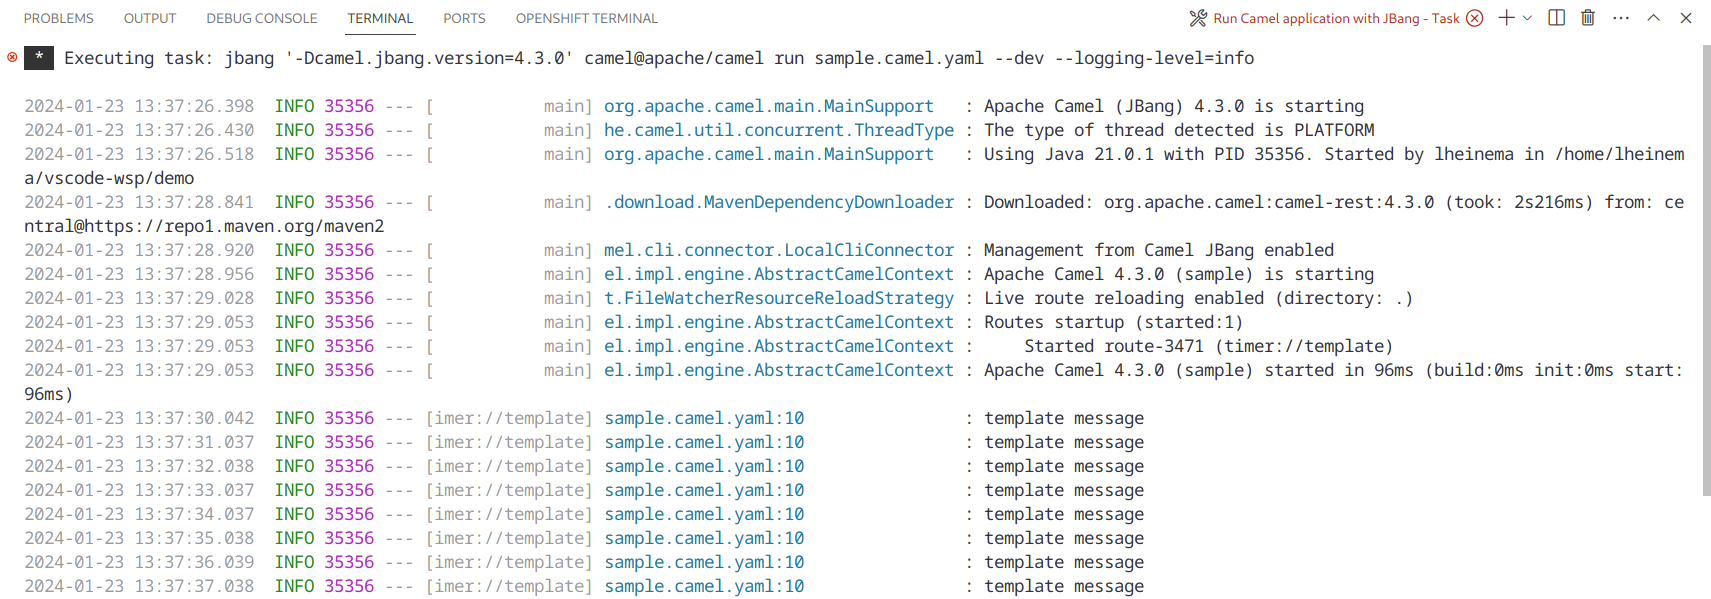 PROBLEMS OUTPUT DEBUG CONSOLE TERMINAL PORTS OPENSHIFT TERMINAL Run Camel application with JBang - Task
* Executing task: jbang '-Dcamel.jbang.version=4.3.0' camel@apache/camel run sample.camel.yaml --dev --logging-level=info
2024-01-23 13:37:26.398  INFO 35356 --- [           main] org.apache.camel.main.MainSupport   : Apache Camel (JBang) 4.3.0 is starting
2024-01-23 13:37:26.430  INFO 35356 --- [           main] he.camel.util.concurrent.ThreadType : The type of thread detected is PLATFORM
2024-01-23 13:37:26.518  INFO 35356 --- [           main] org.apache.camel.main.MainSupport   : Using Java 21.0.1 with PID 35356. Started by lheinema in /home/lheinem
a/vscode-wsp/demo
2024-01-23 13:37:28.841  INFO 35356 --- [           main] .download.MavenDependencyDownloader : Downloaded: org.apache.camel:camel-rest:4.3.0 (took: 2s216ms) from: ce
ntral@https://repo1.maven.org/maven2
2024-01-23 13:37:28.920  INFO 35356 --- [           main] mel.cli.connector.LocalCliConnector : Management from Camel JBang enabled
2024-01-23 13:37:28.956  INFO 35356 --- [           main] el.impl.engine.AbstractCamelContext : Apache Camel 4.3.0 (sample) is starting
2024-01-23 13:37:29.028  INFO 35356 --- [           main] t.FileWatcherResourceReloadStrategy : Live route reloading enabled (directory: .)
2024-01-23 13:37:29.053  INFO 35356 --- [           main] el.impl.engine.AbstractCamelContext : Routes startup (started:1)
2024-01-23 13:37:29.053  INFO 35356 --- [           main] el.impl.engine.AbstractCamelContext :     Started route-3471 (timer://template)
2024-01-23 13:37:29.053  INFO 35356 --- [           main] el.impl.engine.AbstractCamelContext : Apache Camel 4.3.0 (sample) started in 96ms (build:0ms init:0ms start:
96ms)
2024-01-23 13:37:30.042  INFO 35356 --- [imer://template] sample.camel.yaml:10                : template message
2024-01-23 13:37:31.037  INFO 35356 --- [imer://template] sample.camel.yaml:10                : template message
2024-01-23 13:37:32.038  INFO 35356 --- [imer://template] sample.camel.yaml:10                : template message
2024-01-23 13:37:33.037  INFO 35356 --- [imer://template] sample.camel.yaml:10                : template message
2024-01-23 13:37:34.037  INFO 35356 --- [imer://template] sample.camel.yaml:10                : template message
2024-01-23 13:37:35.038  INFO 35356 --- [imer://template] sample.camel.yaml:10                : template message
2024-01-23 13:37:36.039  INFO 35356 --- [imer://template] sample.camel.yaml:10                : template message
2024-01-23 13:37:37.038  INFO 35356 --- [imer://template] sample.camel.yaml:10                : template message